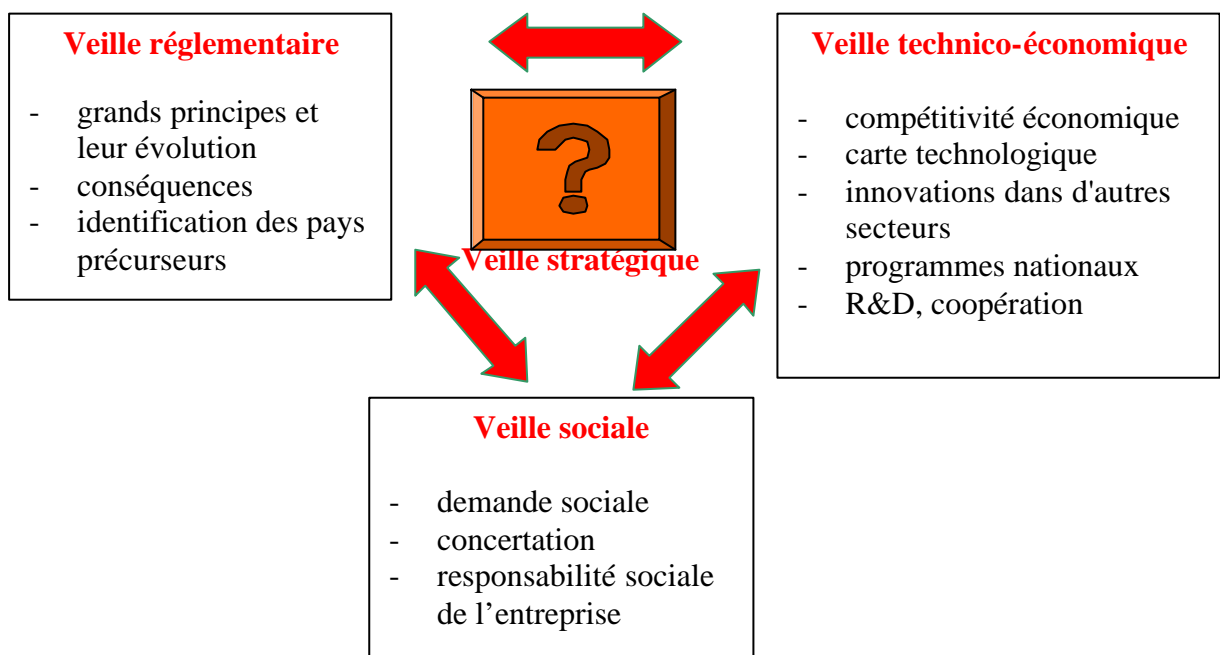 Veille réglementaire
- grands principes et
leur évolution
- conséquences
- identification des pays
précurseurs
?
Veille stratégique
Veille technico-économique
- compétitivité économique
- carte technologique
- innovations dans d'autres
secteurs
- programmes nationaux
- R&D, coopération
Veille sociale
- demande sociale
- concertation
- responsabilité sociale
de l’entreprise